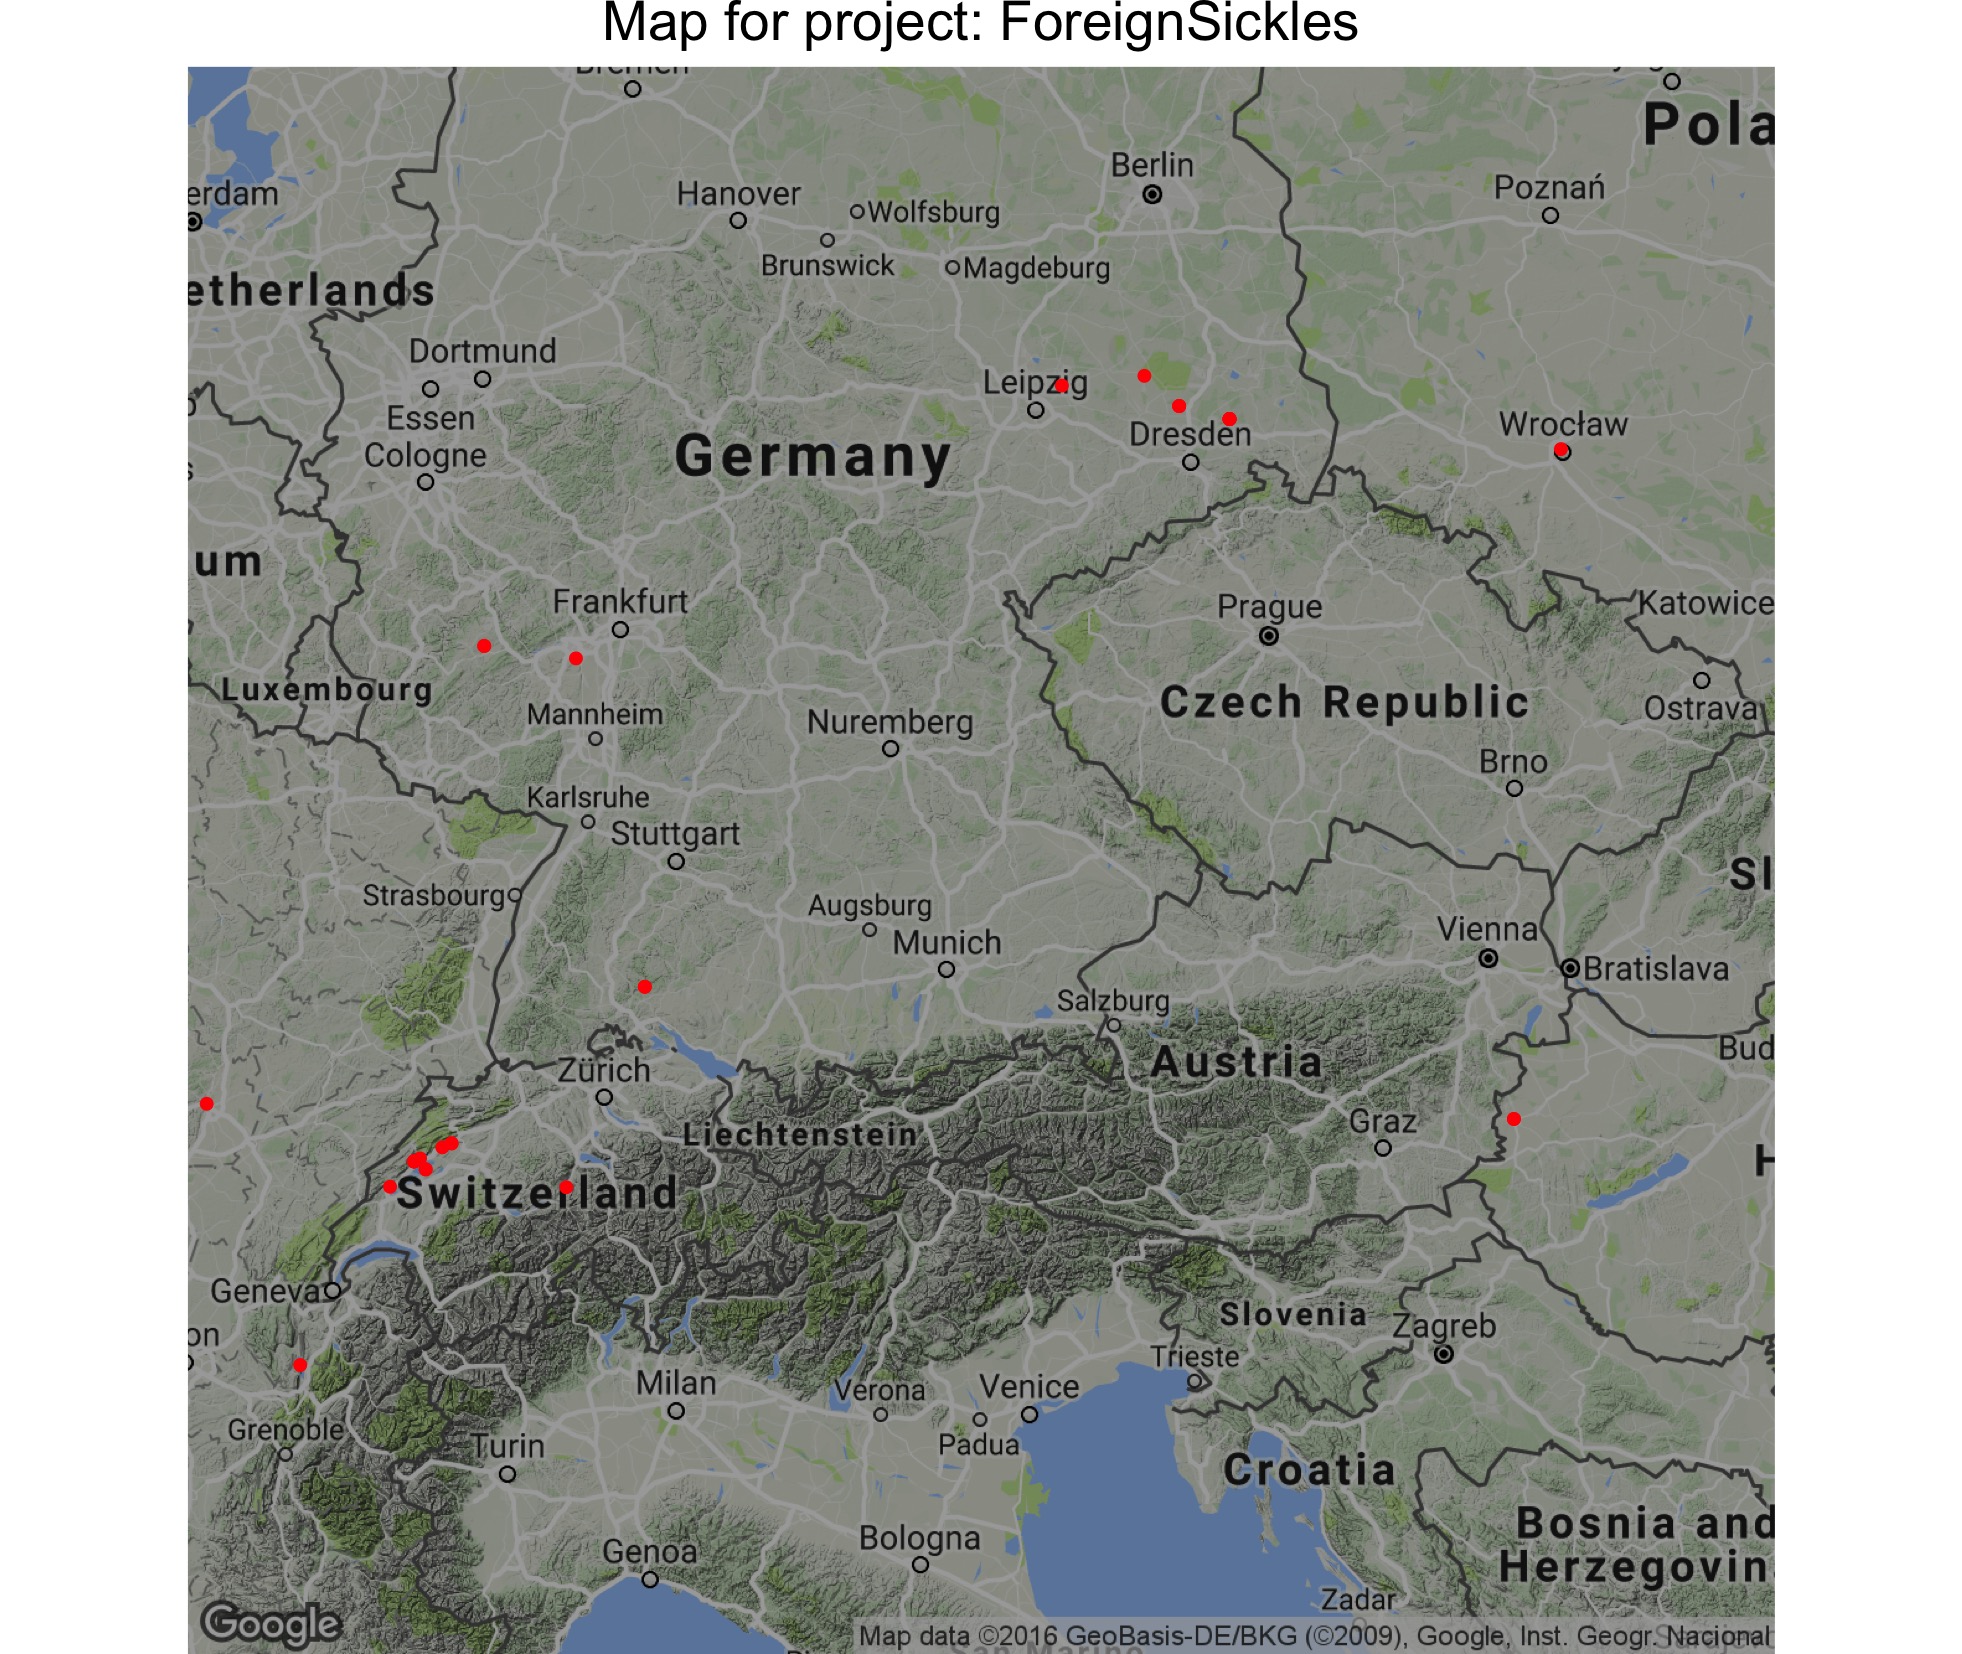 Map for project: ForeignSickles
Bremen
Pola
Berlin
erdam
Hanover
Wolfsburg
Poznań
Brunswick
Magdeburg
etherlands
Dortmund
Leipzig
Essen
Wrocław
Dresden
Cologne
Germany
um
Frankfurt
Prague
Katowice
Luxembourg
Czech Republic
Mannheim
Nuremberg
Ostrava
Brno
Karlsruhe
Stuttgart
Sl
Strasbourg
Augsburg
Vienna
Munich
Bratislava
Salzburg
Bud
Zürich
Austria
Graz
Liechtenstein
H
Switzerland
Geneva
Slovenia
Zagreb
on
Trieste
Milan
Verona
Venice
Grenoble
Turin
Padua
Croatia
Bosnia and
Herzegovin
Bologna
Genoa
Zadar
Google
Map data ©2016 GeoBasis-DE/BKG (©2009), Google, Inst. Geogr. Nacional
San Marino